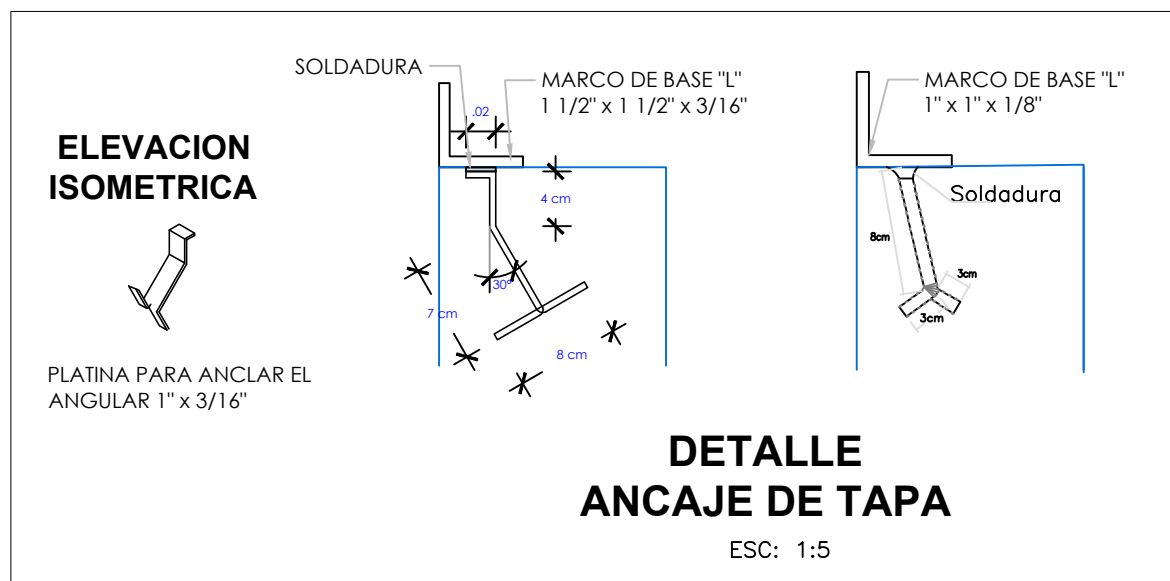 SOLDADURA
MARCO DE BASE "L"
1 1/2" x 1 1/2" x 3/16"
.02
4 cm
30°
7 cm
8 cm
MARCO DE BASE "L"
1" x 1" x 1/8"
Soldadura
8cm
3cm
3cm
ELEVACION
ISOMETRICA
PLATINA PARA ANCLAR EL
ANGULAR 1" x 3/16"
DETALLE
ANCAJE DE TAPA
ESC: 1:5